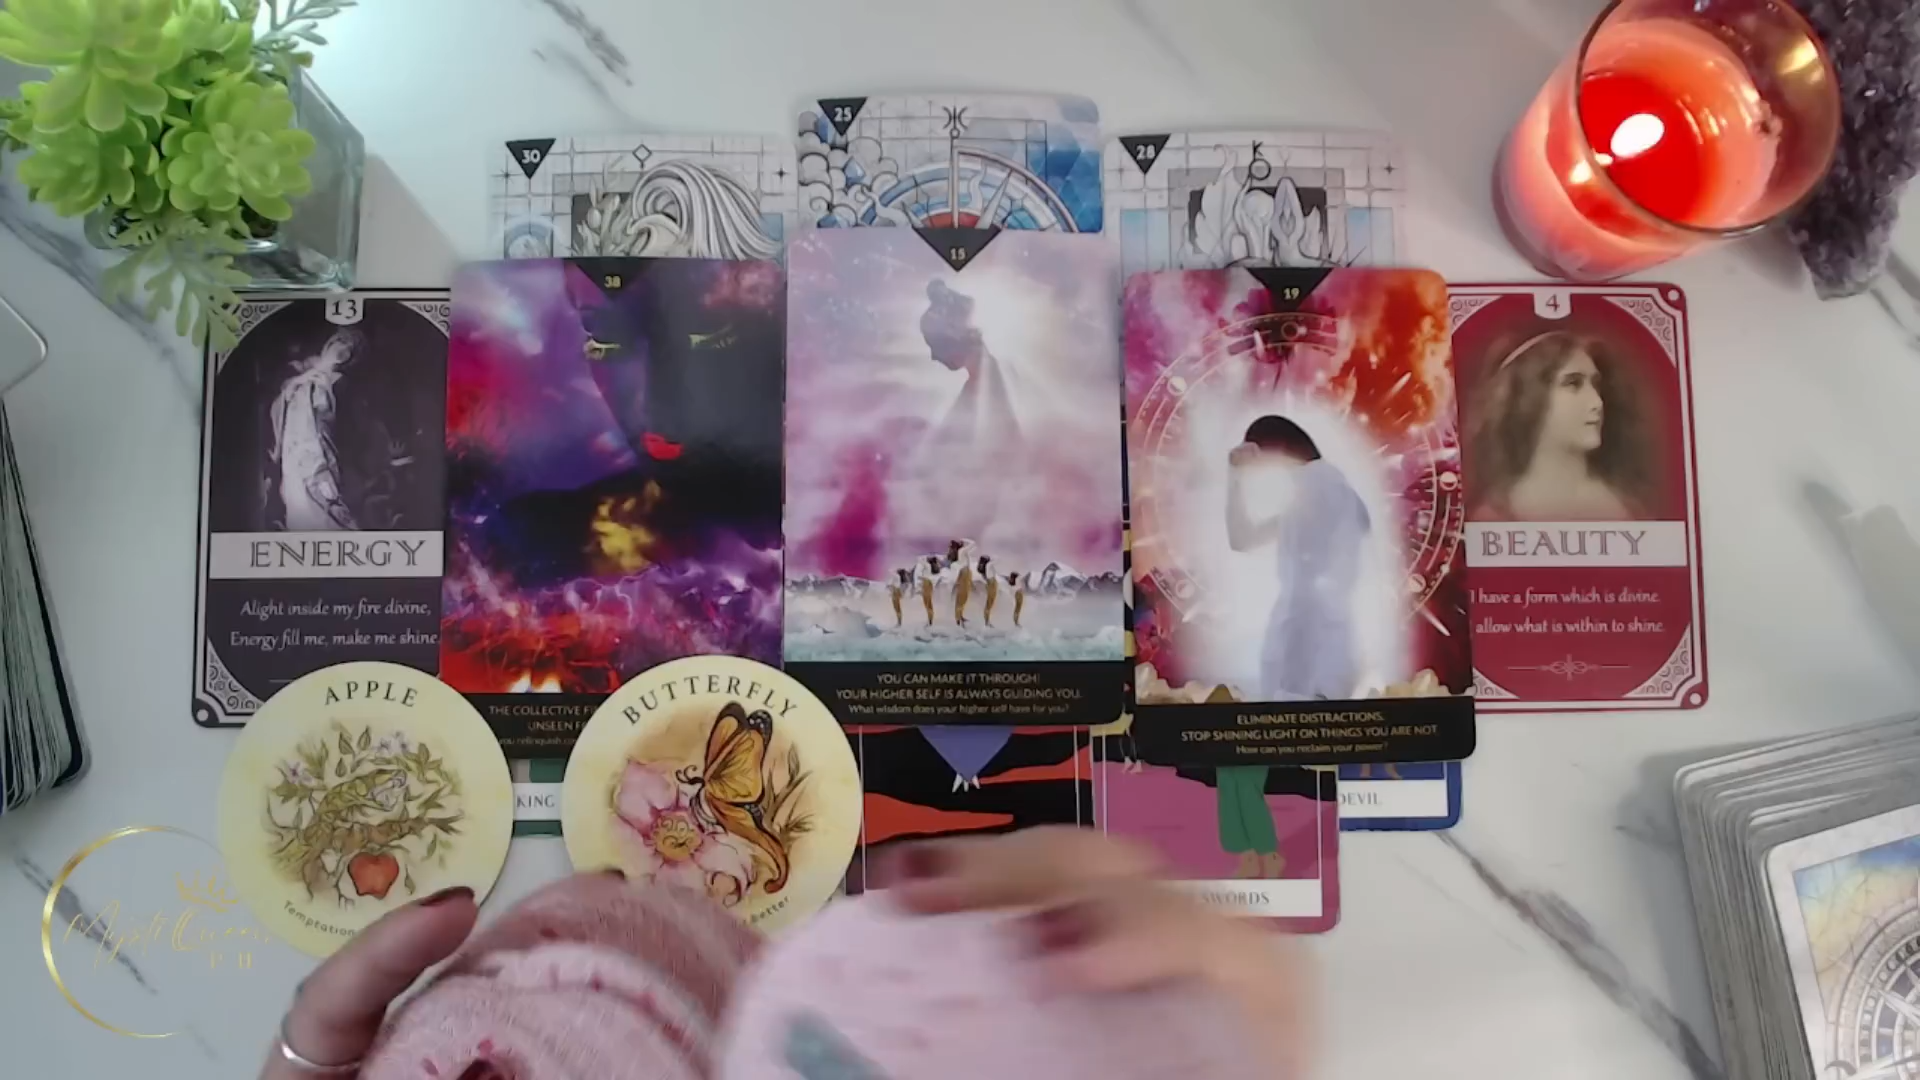 25
30
28
15
38
19
13
4
ENERGY
Alight inside my fire divine,
Energy fill me, make me shine.
BEAUTY
I have a form which is divine.
allow what is within to shine.
APPLE
Temptation
BUTTERFLY
Better
THE COLLECTIVE
UNSEEN
you relinquish
YOU CAN MAKE IT THROUGH!
YOUR HIGHER SELF IS ALWAYS GUIDING YOU.
What wisdom does your higher self have for you?
ELIMINATE DISTRACTIONS.
STOP SHINING LIGHT ON THINGS YOU ARE NOT.
How can you reclaim your power?
KING
DEVIL
SWORDS